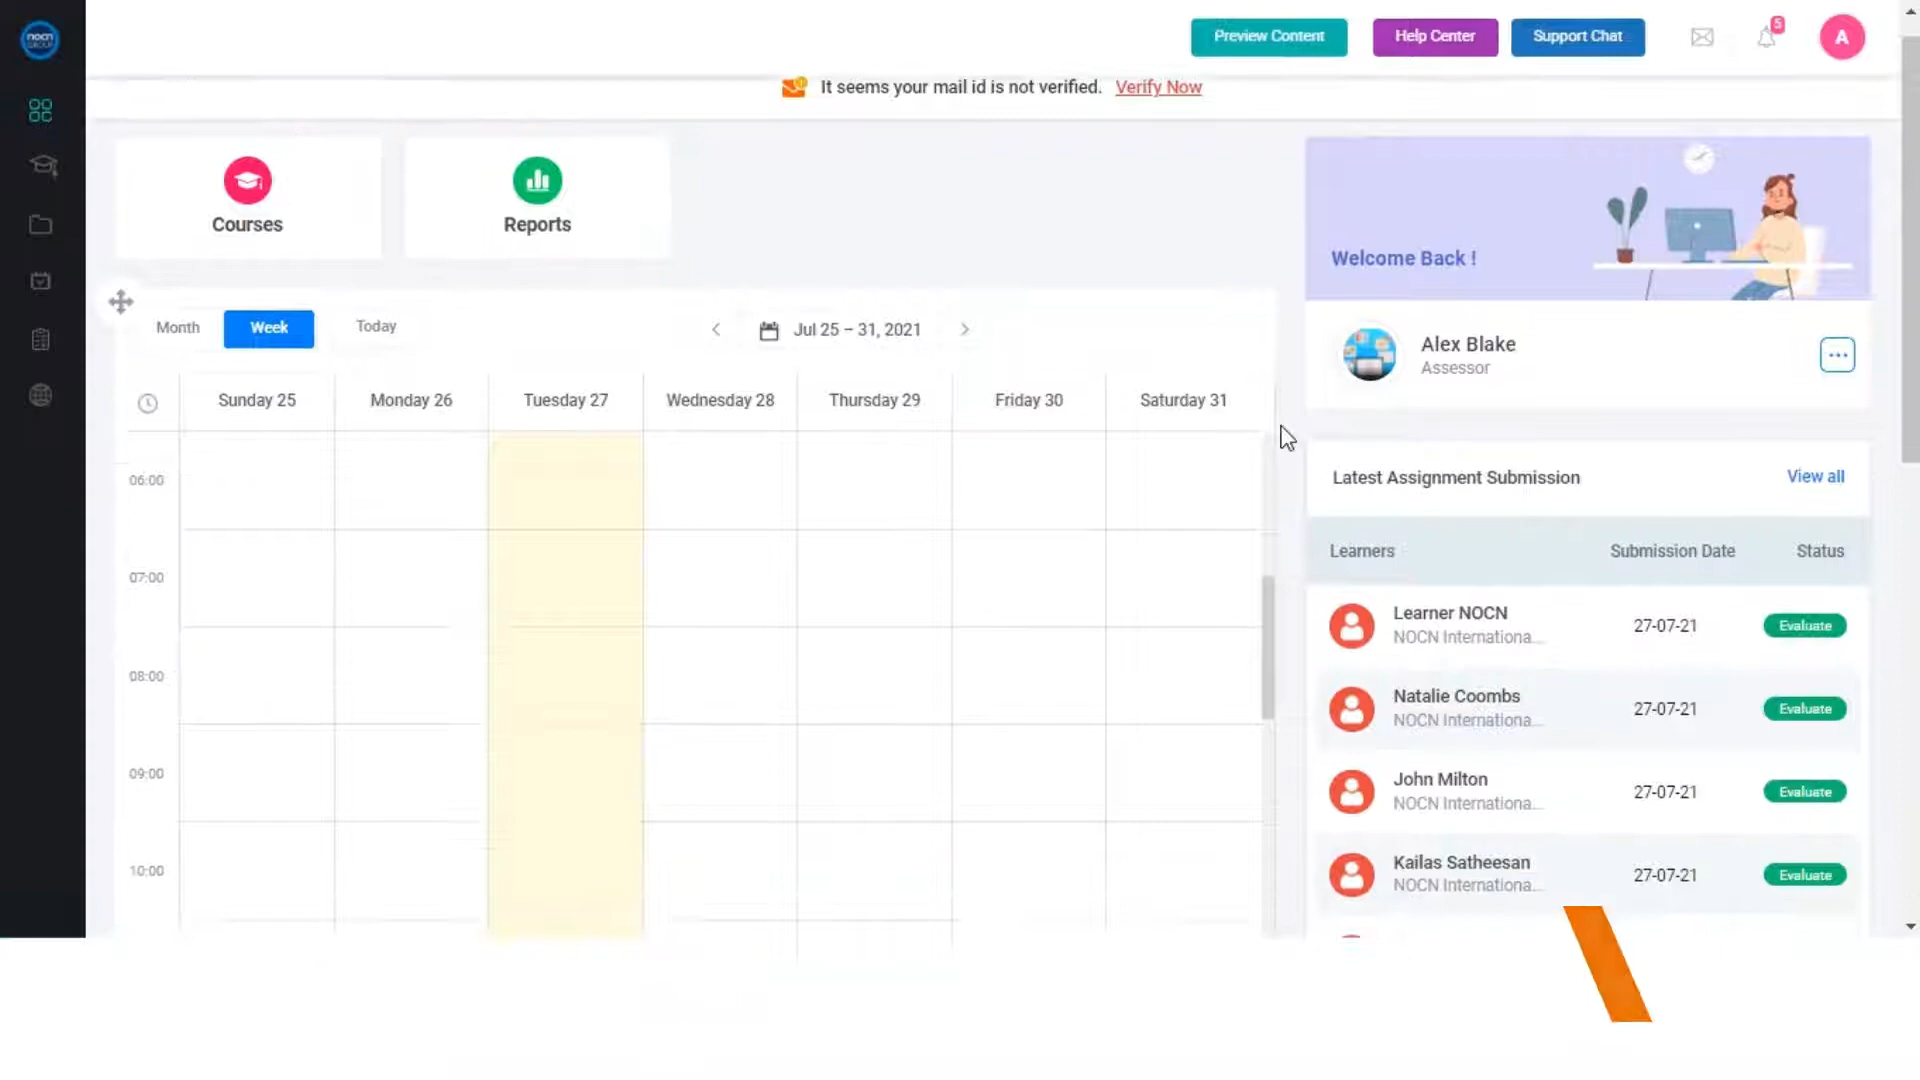 nocn
GROUP
Preview Content
Help Center
Support Chat
5
A
It seems your mail id is not verified. Verify Now
Courses
Reports
Welcome Back !
Month
Week
Today
Jul 25 – 31, 2021
Alex Blake
Assessor
Sunday 25
Monday 26
Tuesday 27
Wednesday 28
Thursday 29
Friday 30
Saturday 31
06:00
07:00
08:00
09:00
10:00
Latest Assignment Submission
View all
Learners
Submission Date
Status
Learner NOCN
NOCN Internationa...
27-07-21
Evaluate
Natalie Coombs
NOCN Internationa...
27-07-21
Evaluate
John Milton
NOCN Internationa...
27-07-21
Evaluate
Kailas Satheesan
NOCN Internationa...
27-07-21
Evaluate